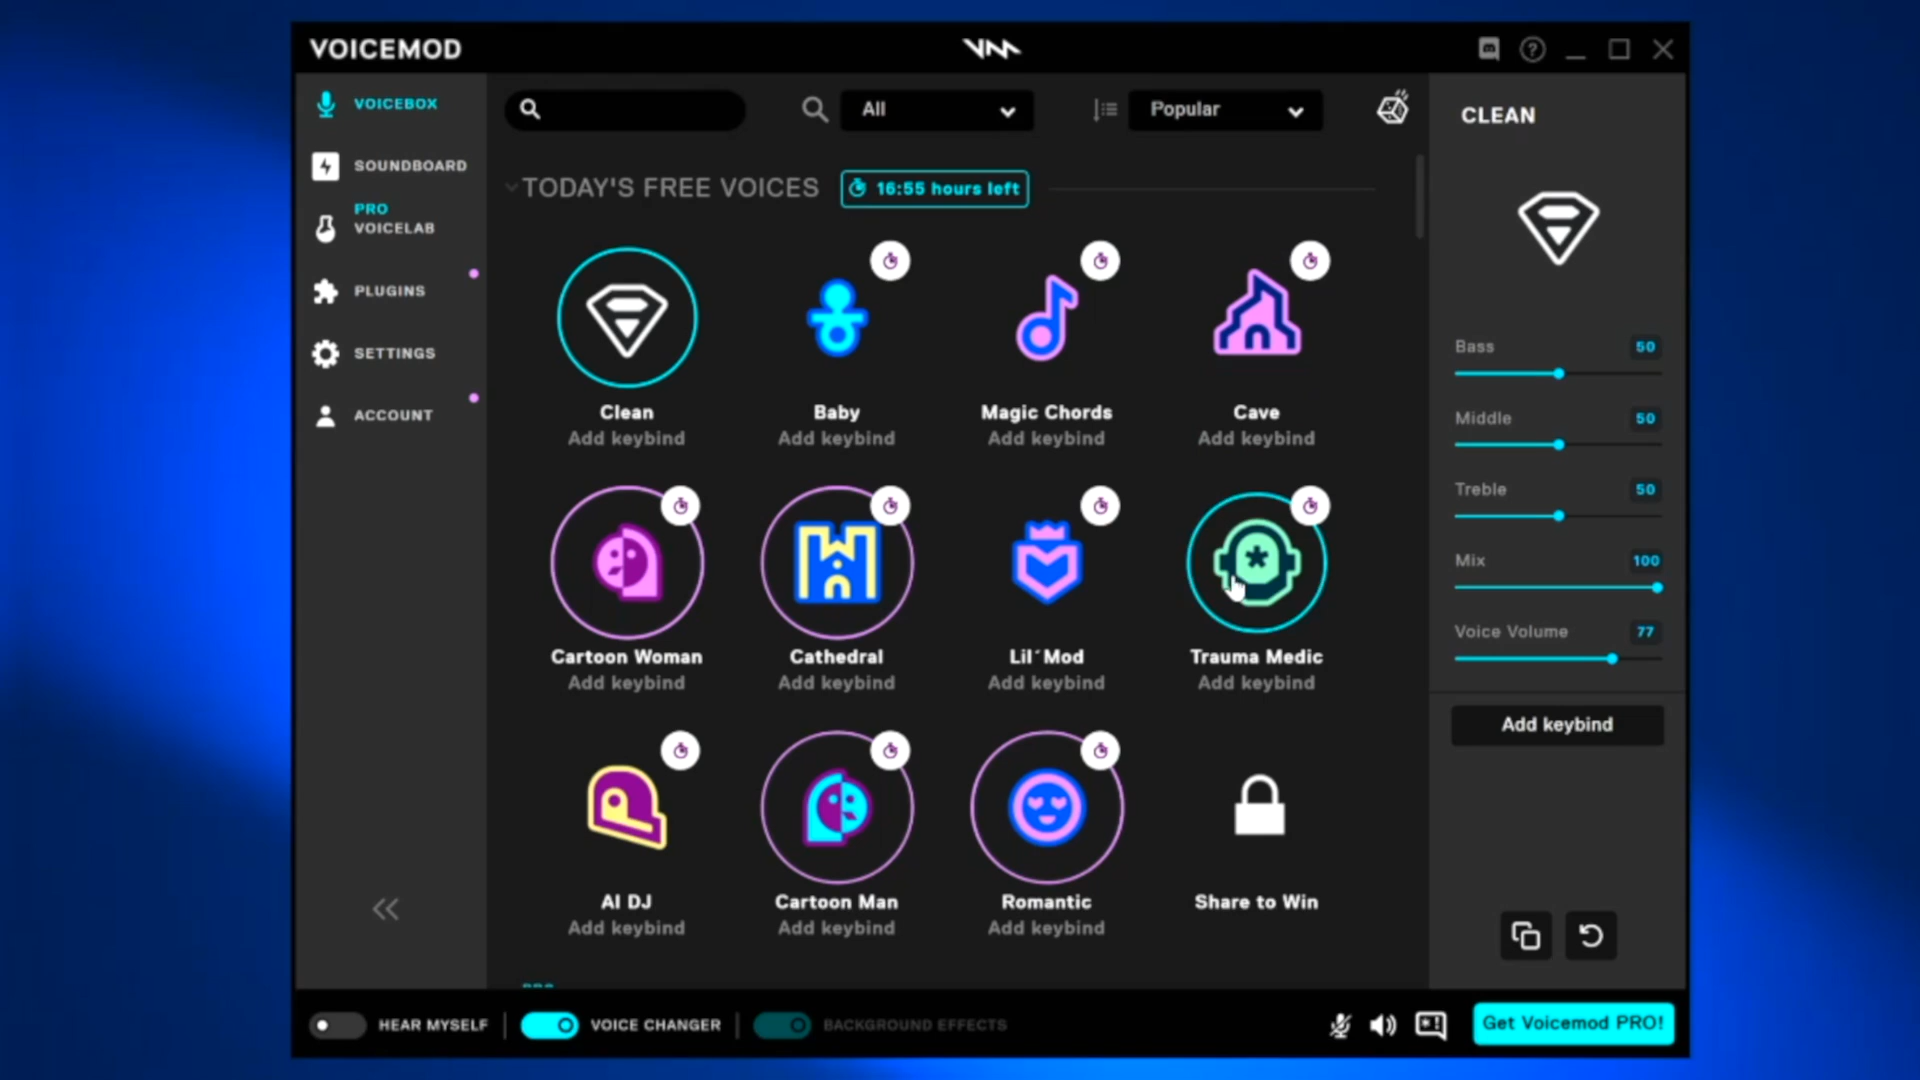 VOICEMOD
VOICEBOX
SOUNDBOARD
PRO
VOICELAB
PLUGINS
SETTINGS
ACCOUNT
All
Popular
TODAY'S FREE VOICES
16:55 hours left
Clean
Add keybind
Baby
Add keybind
Magic Chords
Add keybind
Cave
Add keybind
Cartoon Woman
Add keybind
Cathedral
Add keybind
Lil´Mod
Add keybind
Trauma Medic
Add keybind
AI DJ
Add keybind
Cartoon Man
Add keybind
Romantic
Add keybind
Share to Win
PRO
CLEAN
Bass 50
Middle 50
Treble 50
Mix 100
Voice Volume 77
Add keybind
HEAR MYSELF
VOICE CHANGER
BACKGROUND EFFECTS
Get Voicemod PRO!